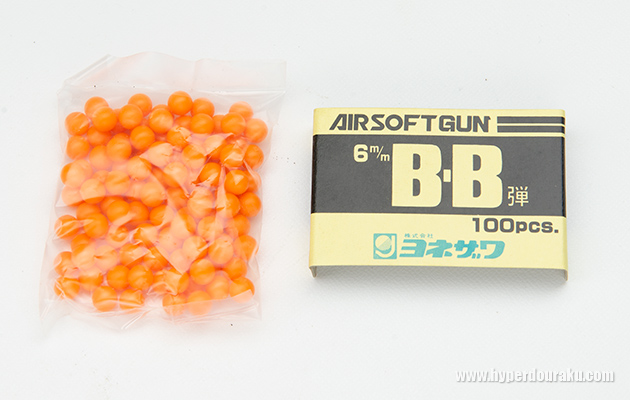 AIRSOFTGUN
6m/m B·B弾
100pcs.
株式会社
ヨネザワ
www.hyperdouraku.com